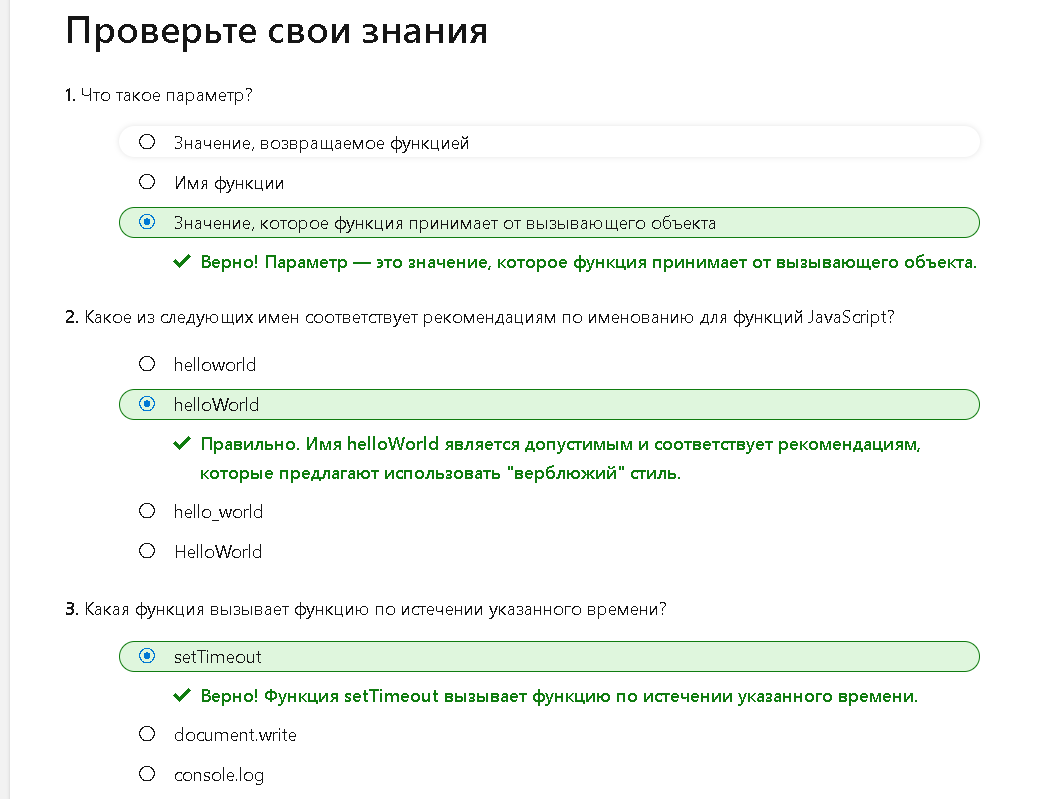 Проверьте свои знания
1. Что такое параметр?
Значение, возвращаемое функцией
Имя функции
Значение, которое функция принимает от вызывающего объекта
Верно! Параметр — это значение, которое функция принимает от вызывающего объекта.
2. Какое из следующих имен соответствует рекомендациям по именованию для функций JavaScript?
helloworld
helloWorld
Правильно. Имя helloWorld является допустимым и соответствует рекомендациям,
которые предлагают использовать "верблюжий" стиль.
hello_world
HelloWorld
3. Какая функция вызывает функцию по истечении указанного времени?
setTimeout
Верно! Функция setTimeout вызывает функцию по истечении указанного времени.
document.write
console.log